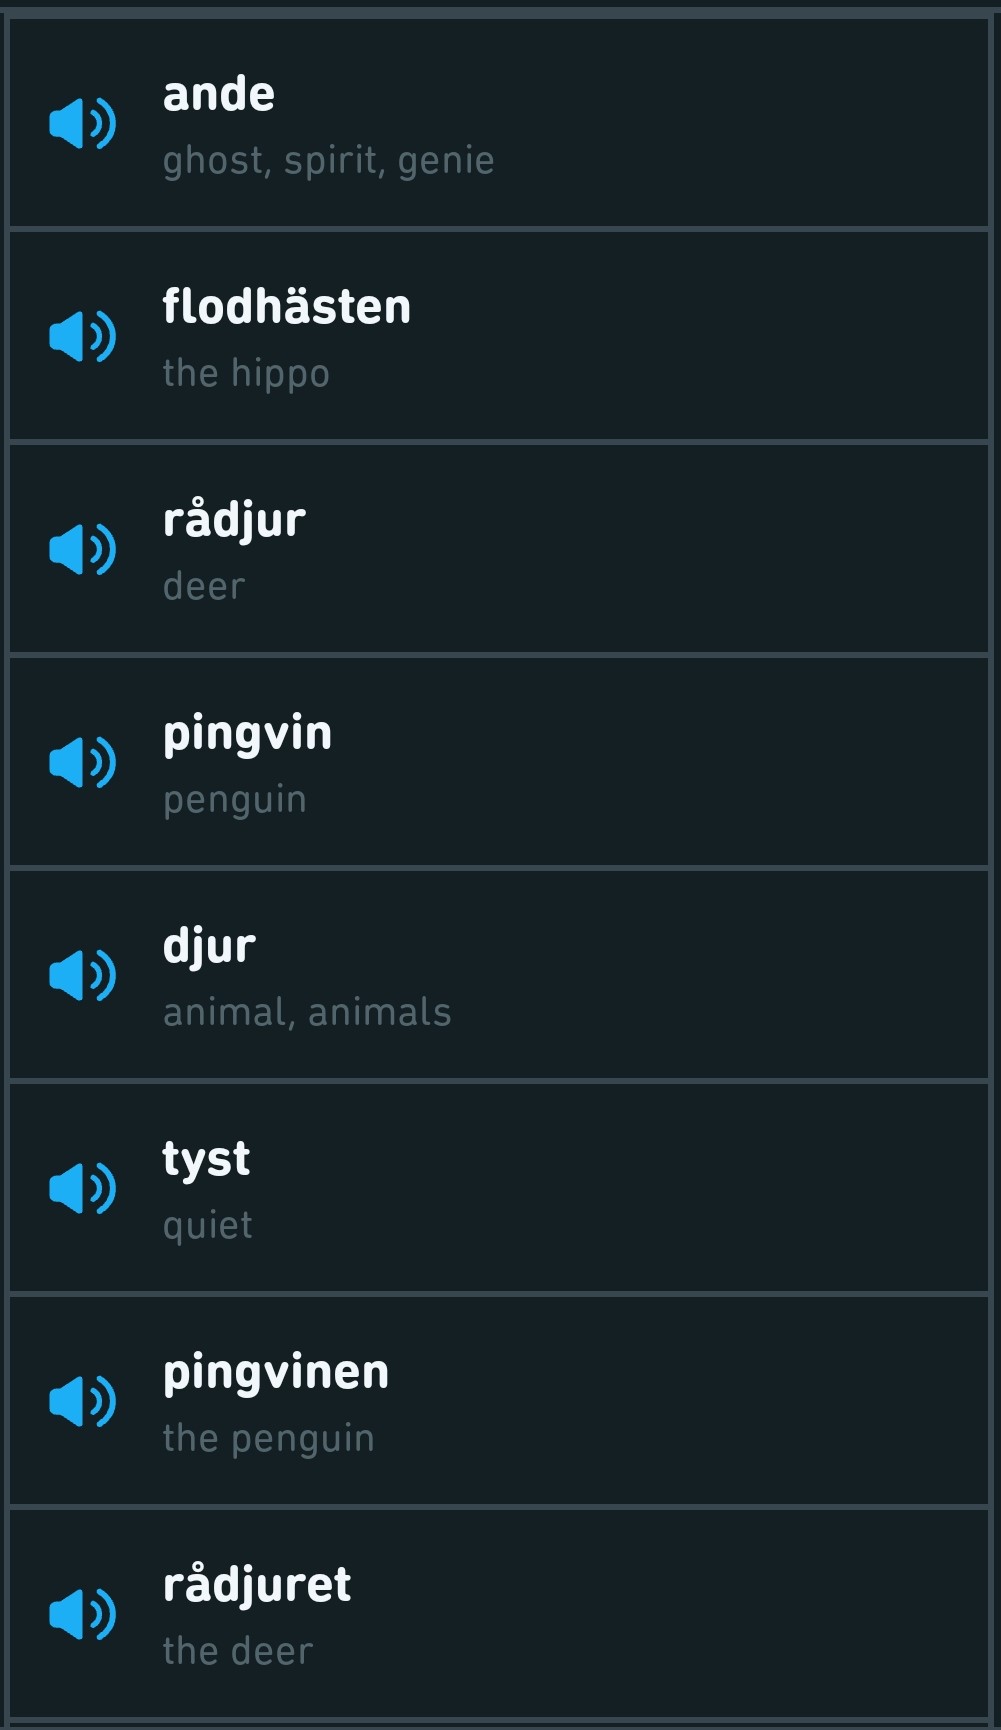 ande
ghost, spirit, genie
flodhästen
the hippo
rådjur
deer
pingvin
penguin
djur
animal, animals
tyst
quiet
pingvinen
the penguin
rådjuret
the deer